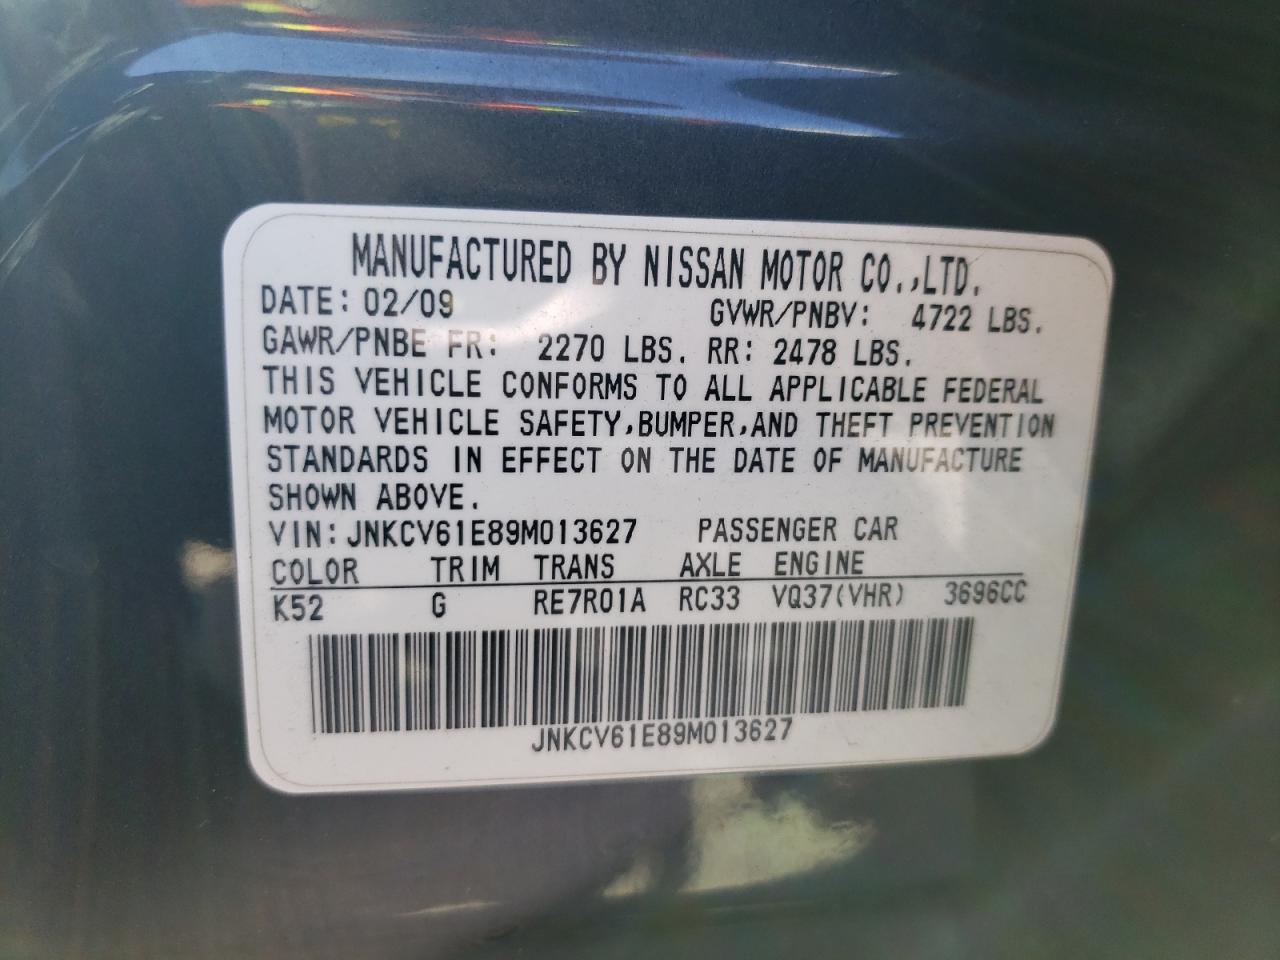 MANUFACTURED BY NISSAN MOTOR CO.,LTD.
DATE: 02/09 GVWR/PNBV: 4722 LBS.
GAWR/PNBE FR: 2270 LBS. RR: 2478 LBS.
THIS VEHICLE CONFORMS TO ALL APPLICABLE FEDERAL
MOTOR VEHICLE SAFETY,BUMPER,AND THEFT PREVENTION
STANDARDS IN EFFECT ON THE DATE OF MANUFACTURE
SHOWN ABOVE.
VIN:JNKCV61E89M013627 PASSENGER CAR
COLOR TRIM TRANS AXLE ENGINE
K52 G RE7R01A RC33 VQ37(VHR) 3696CC
JNKCV61E89M013627